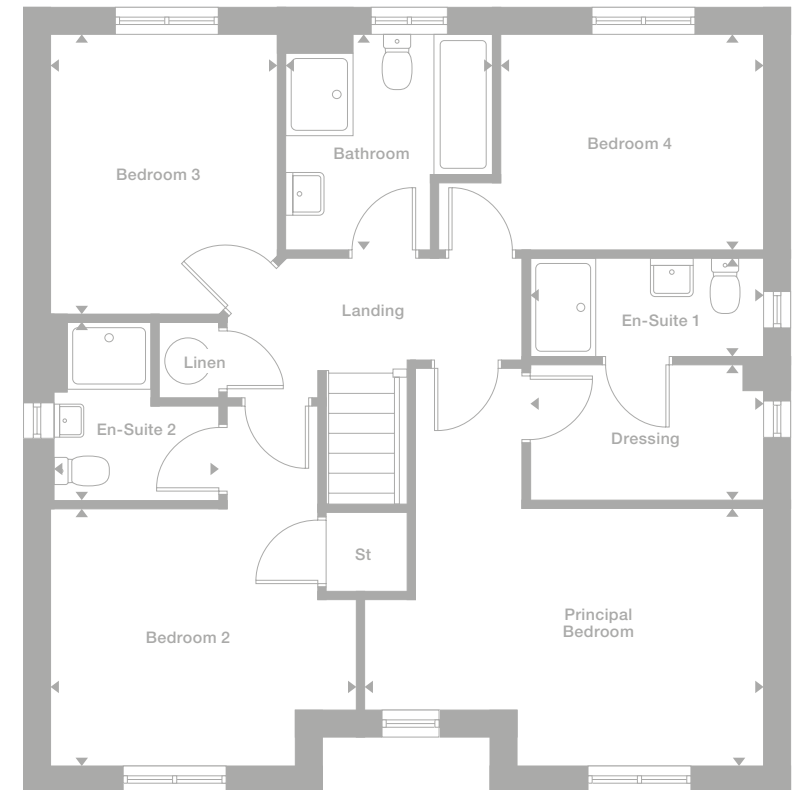 Bedroom 4
Bathroom
Bedroom 3
Landing
En-Suite 1
Linen
En-Suite 2
Dressing
St
Principal
Bedroom
Bedroom 2